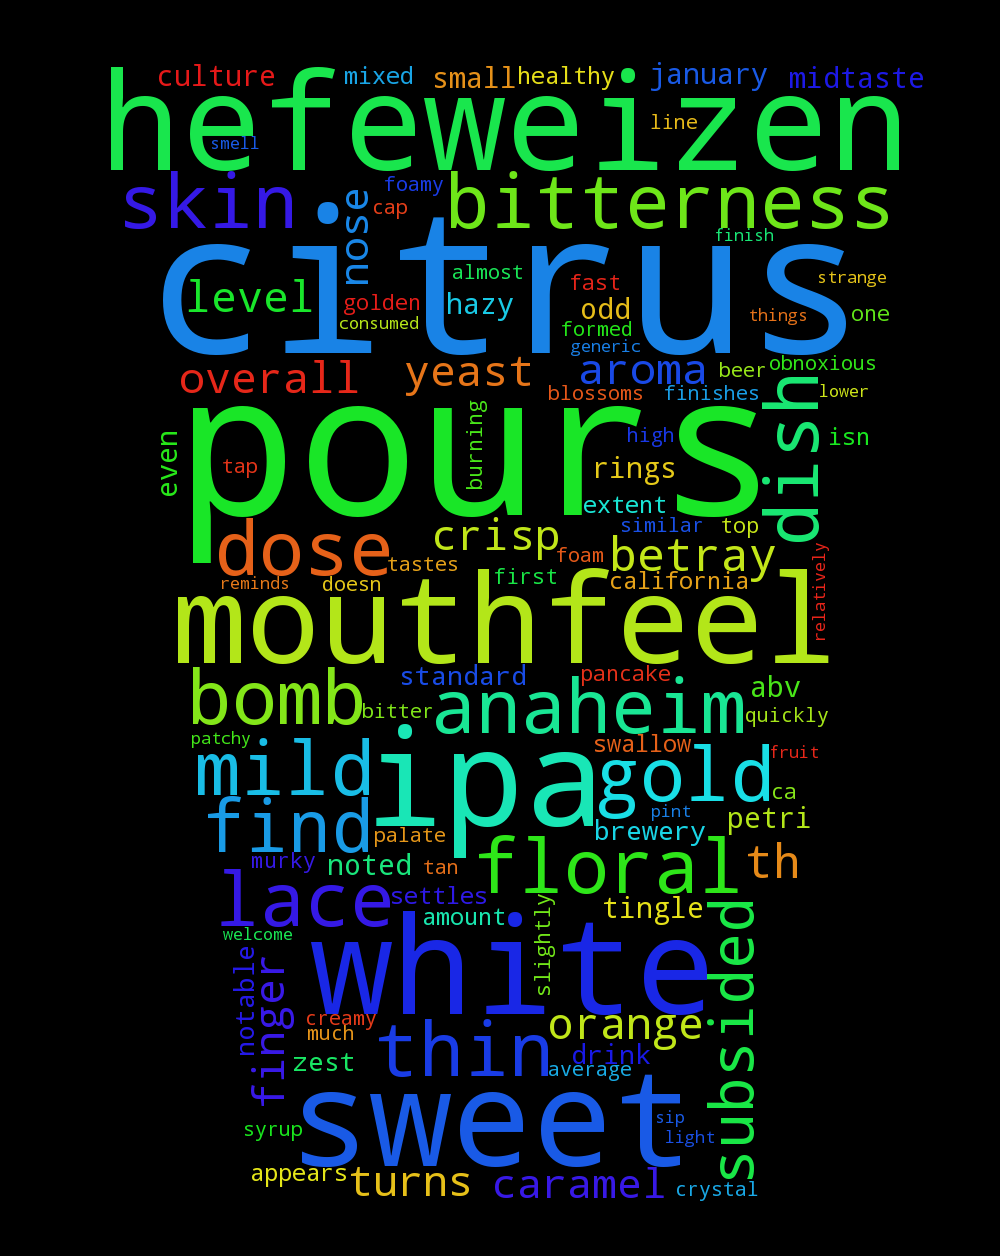 culture mixed small healthy january midtaste
hefeweizen
line
smell
skin nose foamy cap bitterness
citrus
finish
level golden consumed almost hazy fast odd formed generic things strange one
overall yeast aroma beer obnoxious
blossoms finishes lower
pours
even tap burning high rings isn dish
extent
dose crisp similar top
tastes foam betray
reminds doesn first california relatively
mouthfeel
standard pancake
bomb bitter anaheim abv quickly
patchy
mild ipa swallow gold fruit
ca
find palate pint brewery petri
murky noted tan floral th
lace settles
amount slightly tingle subsided
welcome
white
notable finger
creamy
much orange
zest thin drink
average
sweet
sip
light
syrup
appears turns caramel crystal